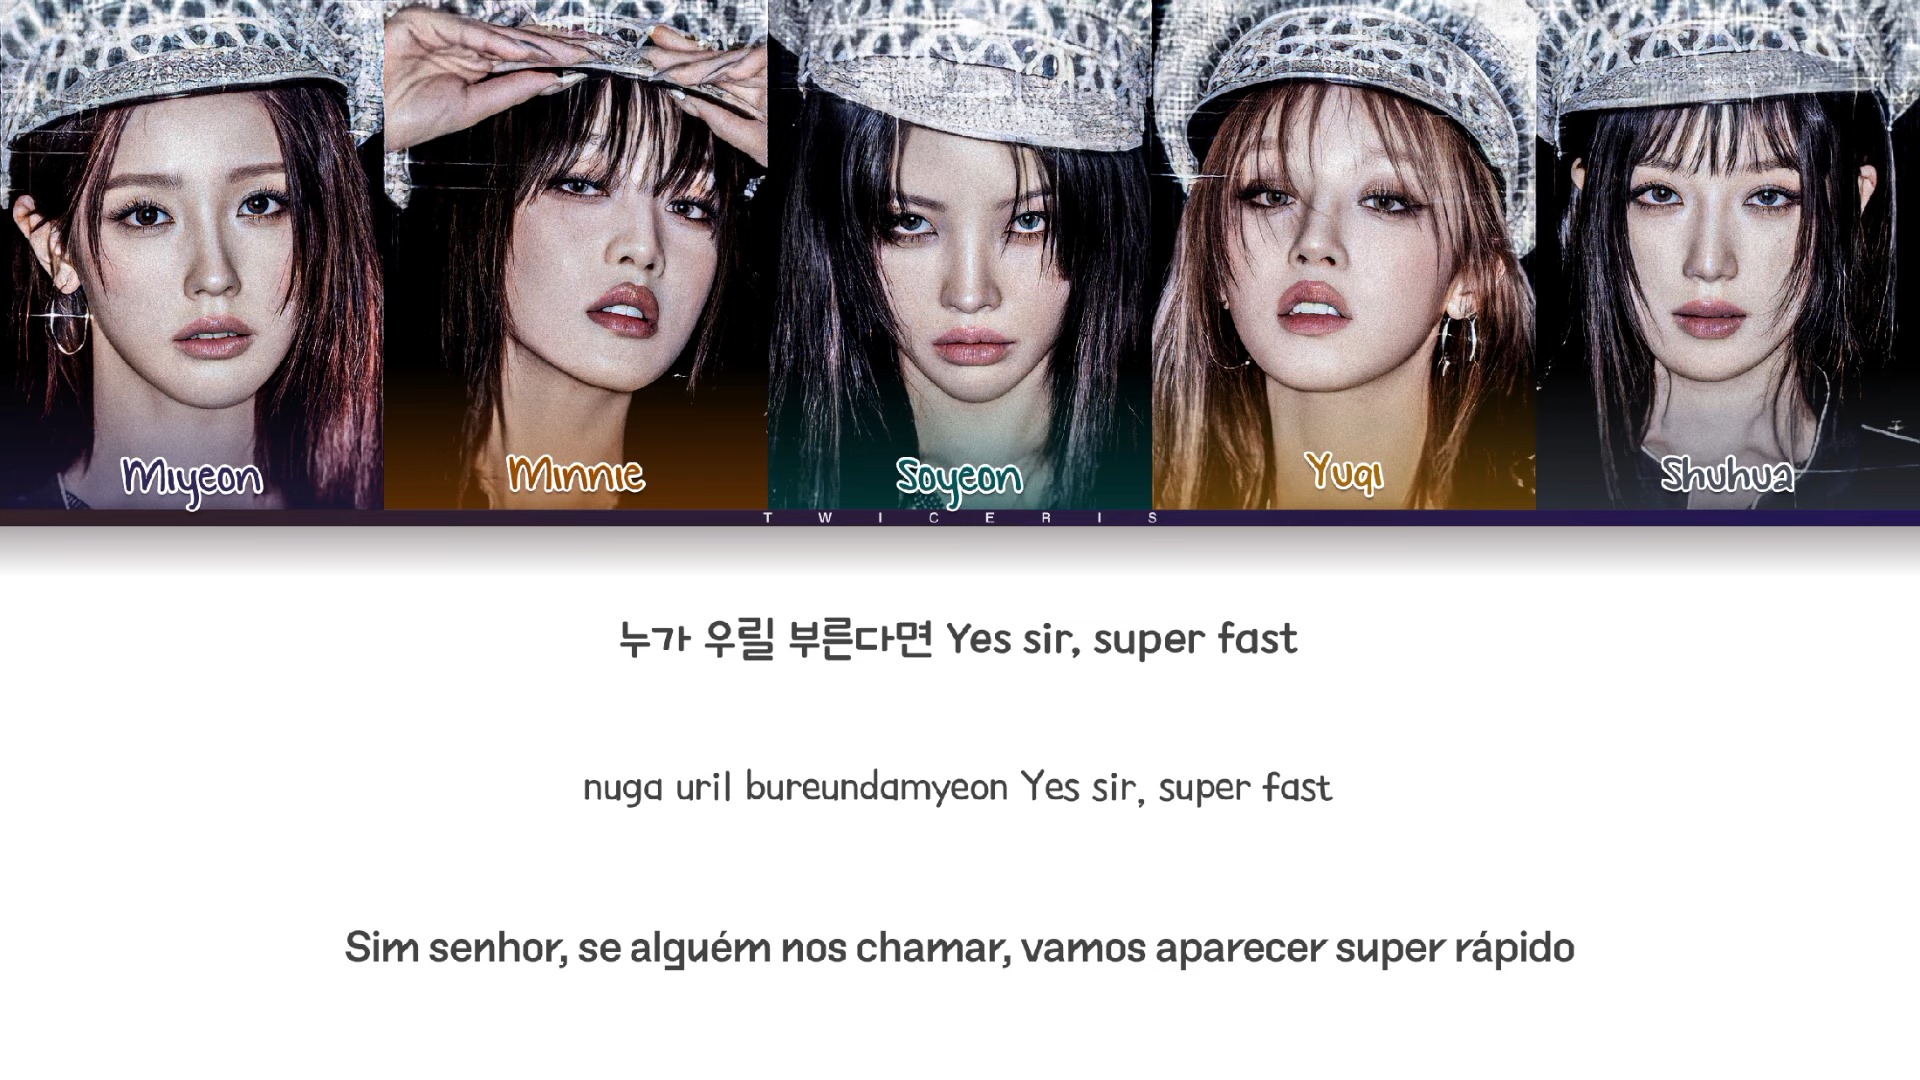 Miyeon
Minnie
Soyeon
Yuqi
Shuhua
TWICERIS
누가 우릴 부른다면 Yes sir, super fast
nuga uril bureundamyeon Yes sir, super fast
Sim senhor, se alguém nos chamar, vamos aparecer super rápido